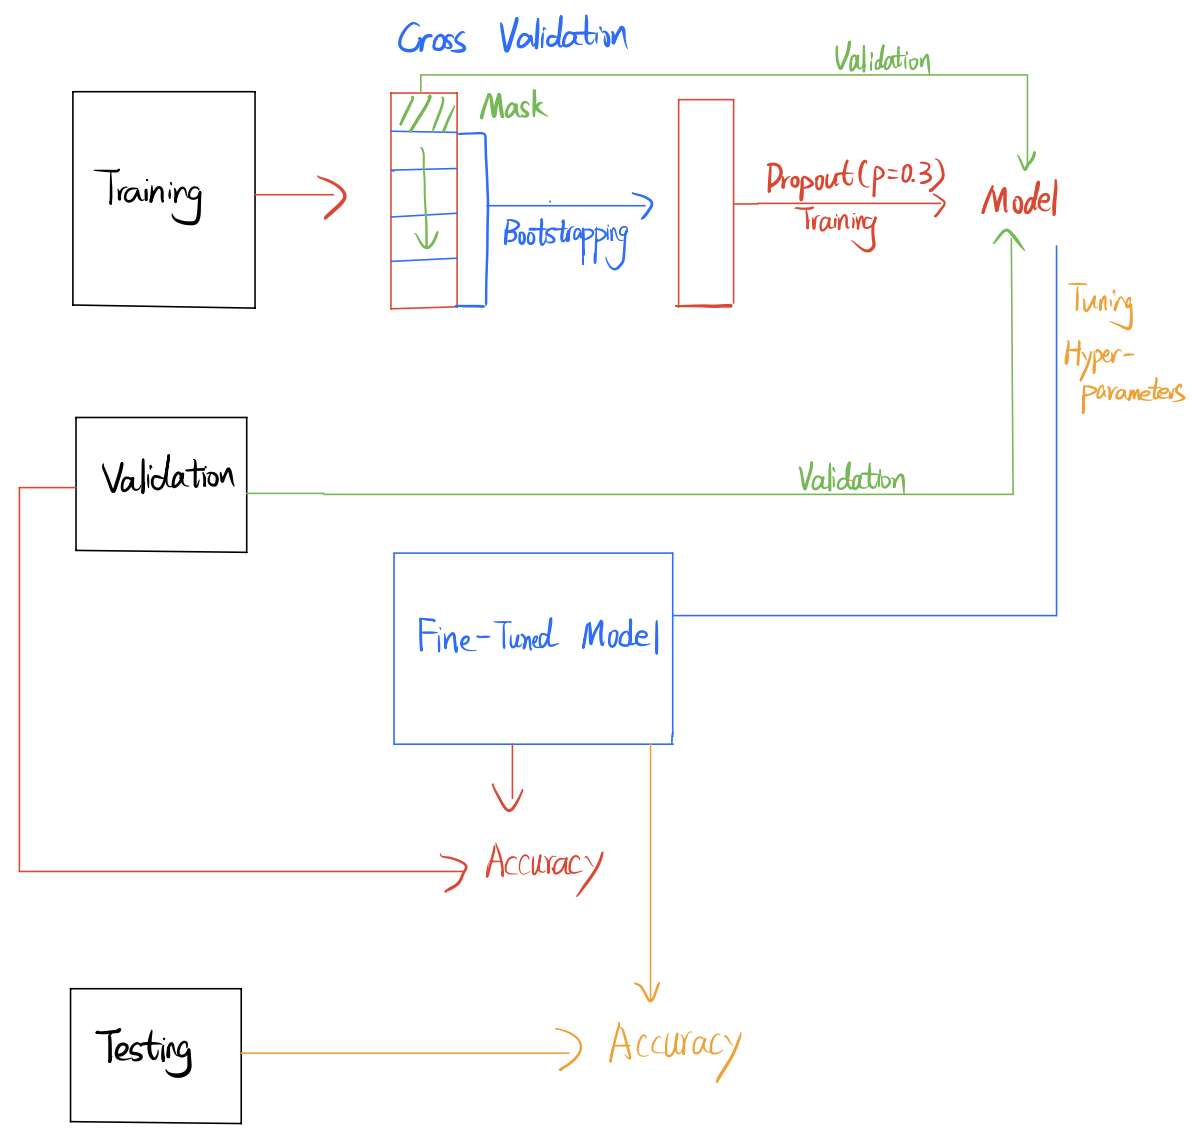 Cross Validation
Validation
Mask
Training
Dropout(p=0.3)
Training
Model
Bootstrapping
Tuning
Hyper-
parameters
Validation
Validation
Fine-Tuned Model
Accuracy
Testing
Accuracy